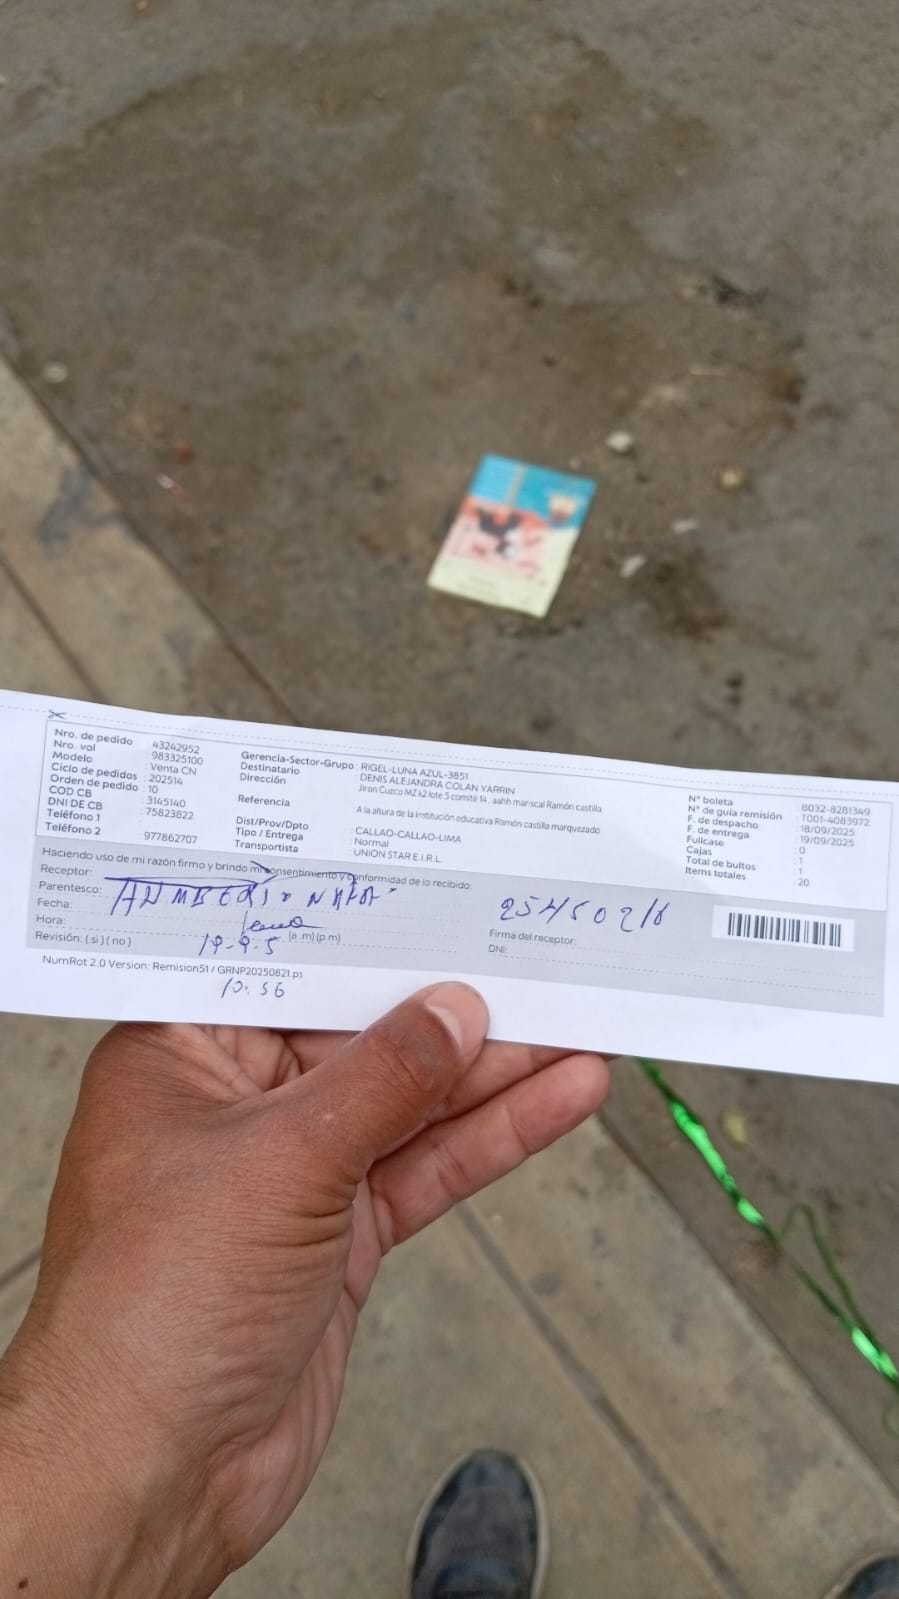 Nro. de pedido : 43242952
Nro. vol : 983325100
Modelo : Venta CN
Ciclo de pedidos : 202514
Orden de pedido : 10
COD CB : 3145140
DNI DE CB : 75823822
Teléfono 1
Teléfono 2 : 977862707
Gerencia-Sector-Grupo : RIGEL-LUNA AZUL-3851
Destinatario : DENIS ALEJANDRA COLAN YARRIN
Dirección : Jiron Cuzco MZ k2 lote 5 comité 14 , aahh mariscal Ramón castilla
Referencia : A la altura de la institución educativa Ramón castilla marquezado
Dist/Prov/Dpto : CALLAO-CALLAO-LIMA
Tipo / Entrega : Normal
Transportista : UNION STAR E.I.R.L.
N° boleta : B032-8281349
N° de guía remisión : T001-4083972
F. de despacho : 18/09/2025
F. de entrega : 19/09/2025
Fullcase : 0
Cajas : 1
Total de bultos : 1
Items totales : 20
Haciendo uso de mi razón firmo y brindo mi consentimiento y conformidad de lo recibido:
Receptor:
Parentesco:
Fecha: 19-9-5
Hora: (a .m) (p.m)
Revisión: ( si ) ( no )
10:56
25450216
Firma del receptor:
DNI:
NumRot 2.0 Version: Remision51 / GRNP20250821.ps